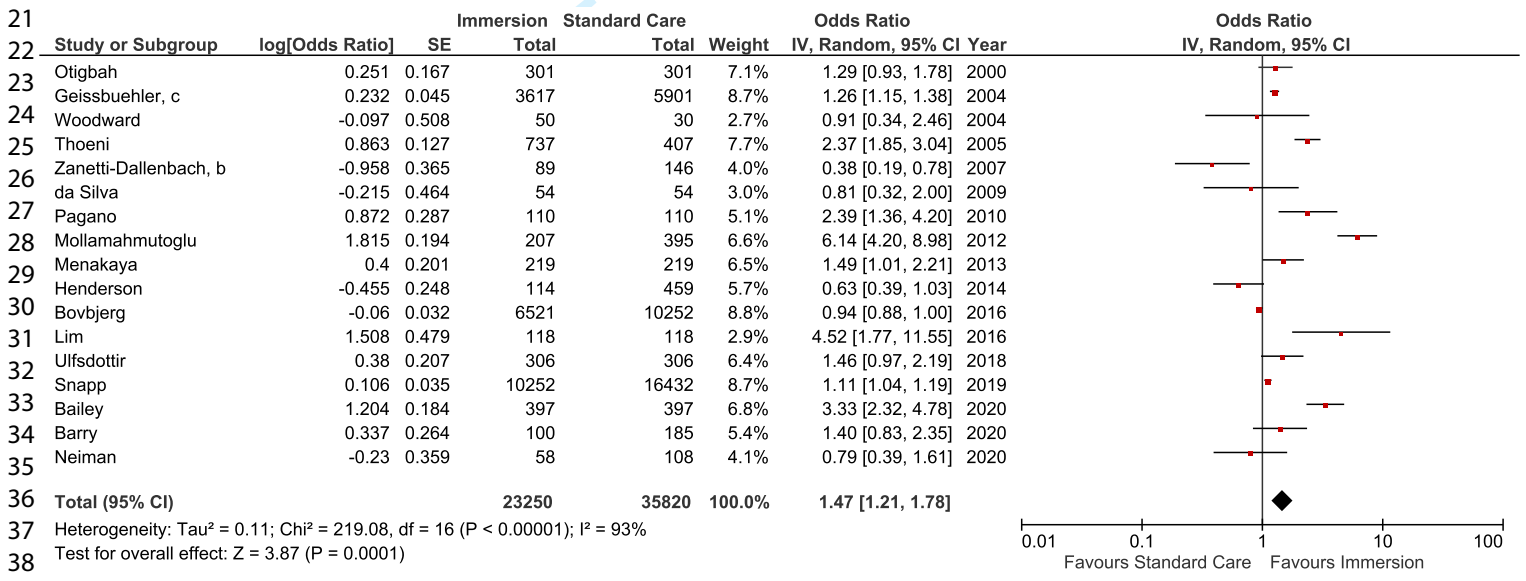 21 Immersion Standard Care Odds Ratio Odds Ratio
22 Study or Subgroup log[Odds Ratio] SE Total Total Weight IV, Random, 95% CI Year IV, Random, 95% CI
Otigbah 0.251 0.167 301 301 7.1% 1.29 [0.93, 1.78] 2000
23 Geissbuehler, c 0.232 0.045 3617 5901 8.7% 1.26 [1.15, 1.38] 2004
24 Woodward -0.097 0.508 50 30 2.7% 0.91 [0.34, 2.46] 2004
25 Thoeni 0.863 0.127 737 407 7.7% 2.37 [1.85, 3.04] 2005
26 Zanetti-Dallenbach, b -0.958 0.365 89 146 4.0% 0.38 [0.19, 0.78] 2007
da Silva -0.215 0.464 54 54 3.0% 0.81 [0.32, 2.00] 2009
27 Pagano 0.872 0.287 110 110 5.1% 2.39 [1.36, 4.20] 2010
28 Mollamahmutoglu 1.815 0.194 207 395 6.6% 6.14 [4.20, 8.98] 2012
29 Menakaya 0.4 0.201 219 219 6.5% 1.49 [1.01, 2.21] 2013
Henderson -0.455 0.248 114 459 5.7% 0.63 [0.39, 1.03] 2014
30 Bovbjerg -0.06 0.032 6521 10252 8.8% 0.94 [0.88, 1.00] 2016
31 Lim 1.508 0.479 118 118 2.9% 4.52 [1.77, 11.55] 2016
32 Ulfsdottir 0.38 0.207 306 306 6.4% 1.46 [0.97, 2.19] 2018
Snapp 0.106 0.035 10252 16432 8.7% 1.11 [1.04, 1.19] 2019
33 Bailey 1.204 0.184 397 397 6.8% 3.33 [2.32, 4.78] 2020
34 Barry 0.337 0.264 100 185 5.4% 1.40 [0.83, 2.35] 2020
35 Neiman -0.23 0.359 58 108 4.1% 0.79 [0.39, 1.61] 2020
36 Total (95% CI) 23250 35820 100.0% 1.47 [1.21, 1.78]
37 Heterogeneity: Tau² = 0.11; Chi² = 219.08, df = 16 (P < 0.00001); I² = 93%
0.01 0.1 1 10 100
38 Test for overall effect: Z = 3.87 (P = 0.0001)
Favours Standard Care Favours Immersion